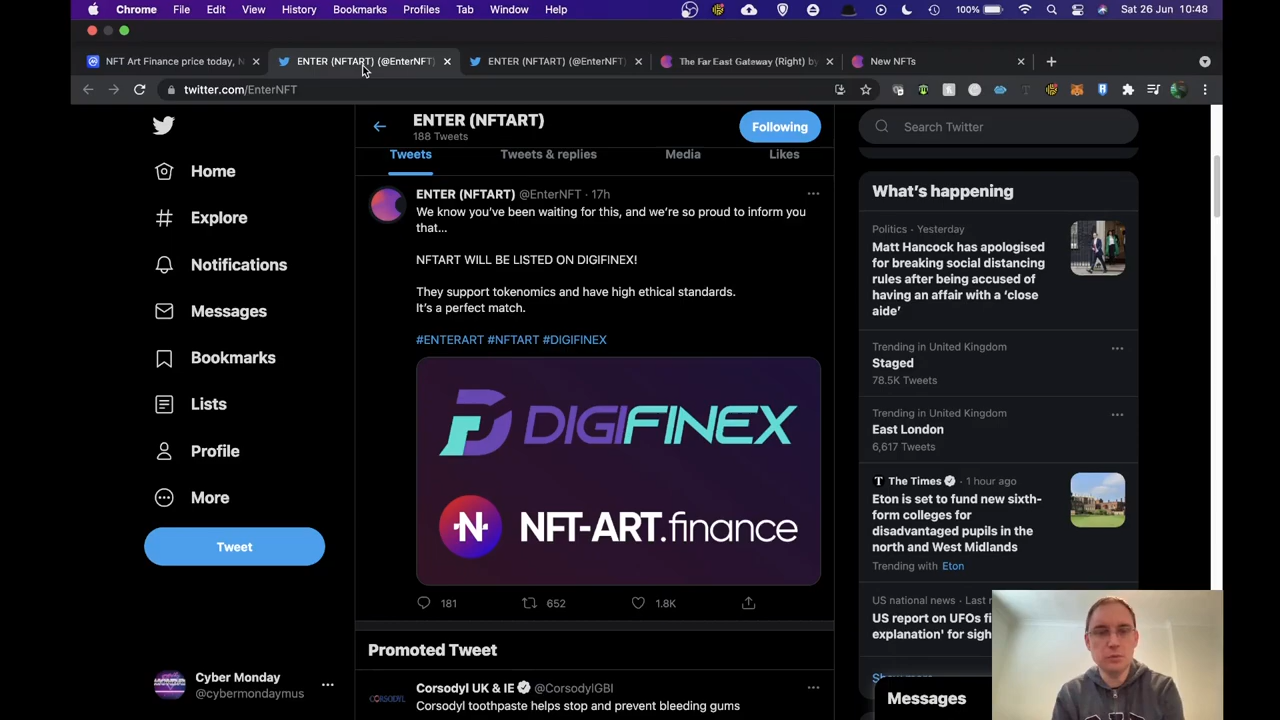 Chrome File Edit View History Bookmarks Profiles Tab Window Help 100% Sat 26 Jun 10:48
NFT Art Finance price today, N
ENTER (NFTART) (@EnterNFT)
ENTER (NFTART) (@EnterNFT)
The Far East Gateway (Right) by
New NFTs
twitter.com/EnterNFT
Home
Explore
Notifications
Messages
Bookmarks
Lists
Profile
More
Tweet
Cyber Monday
@cybermondaymus
ENTER (NFTART)
188 Tweets
Following
Tweets Tweets & replies Media Likes
ENTER (NFTART) @EnterNFT · 17h
We know you've been waiting for this, and we're so proud to inform you
that...
NFTART WILL BE LISTED ON DIGIFINEX!
They support tokenomics and have high ethical standards.
It's a perfect match.
#ENTERART #NFTART #DIGIFINEX
DIGIFINEX
N NFT-ART.finance
181 652 1.8K
Promoted Tweet
Corsodyl UK & IE @CorsodylGBI
CORSODYL
Corsodyl toothpaste helps stop and prevent bleeding gums
Search Twitter
What's happening
Politics · Yesterday
Matt Hancock has apologised
for breaking social distancing
rules after being accused of
having an affair with a 'close
aide'
Trending in United Kingdom
Staged
78.5K Tweets
Trending in United Kingdom
East London
6,617 Tweets
T The Times · 1 hour ago
Eton is set to fund new sixth-
form colleges for
disadvantaged pupils in the
north and West Midlands
Trending with Eton
US national news · Last
US report on UFOs
explanation' for
Messages